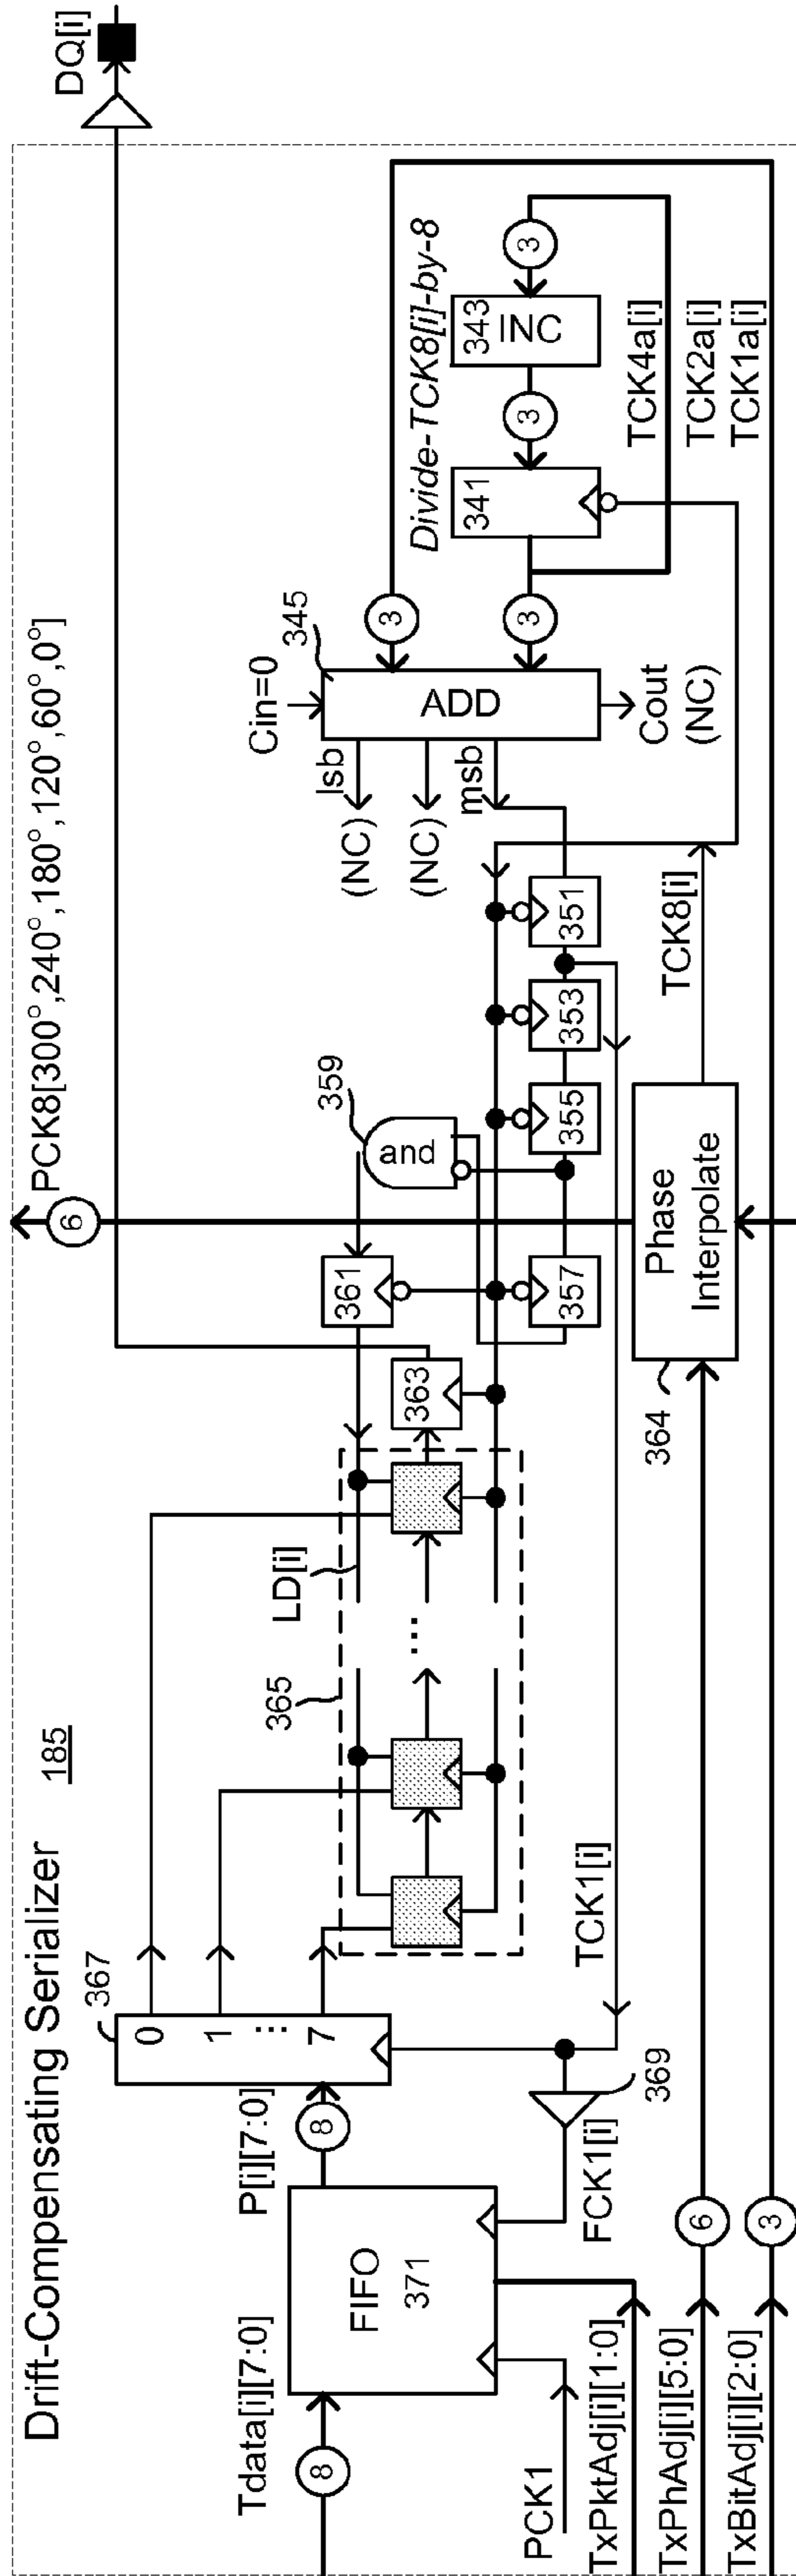 Drift-Compensating Serializer
185
DQ[i]
PCK8[300°,240°,180°,120°,60°,0°]
Tdata[i][7:0]
8
FIFO
371
PCK1
TxPktAdj[i][1:0]
TxPhAdj[i][5:0]
TxBitAdj[i][2:0]
6
3
FCK1[i]
369
P[i][7:0]
8
367
0
1
⋮
7
TCK1[i]
365
LD[i]
...
363
361
359
and
357
355
353
351
364
Phase
Interpolate
6
TCK8[i]
Cin=0
345
lsb
(NC)
(NC)
msb
ADD
Cout
(NC)
3
3
Divide-TCK8[i]-by-8
341
3
343
INC
3
TCK4a[i]
TCK2a[i]
TCK1a[i]